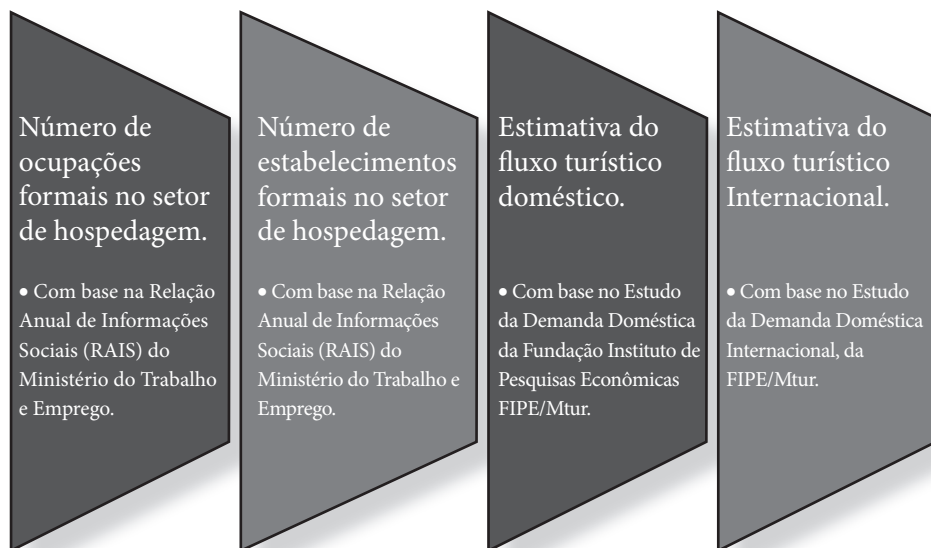 Número de
ocupações
formais no setor
de hospedagem.
• Com base na Relação
Anual de Informações
Sociais (RAIS) do
Ministério do Trabalho
e Emprego.
Número de
estabelecimentos
formais no setor
de hospedagem.
• Com base na Relação
Anual de Informações
Sociais (RAIS) do
Ministério do Trabalho e
Emprego.
Estimativa do
fluxo turístico
doméstico.
• Com base no Estudo
da Demanda Doméstica
da Fundação Instituto de
Pesquisas Econômicas
FIPE/Mtur.
Estimativa do
fluxo turístico
Internacional.
• Com base no Estudo
da Demanda Doméstica
Internacional, da
FIPE/Mtur.